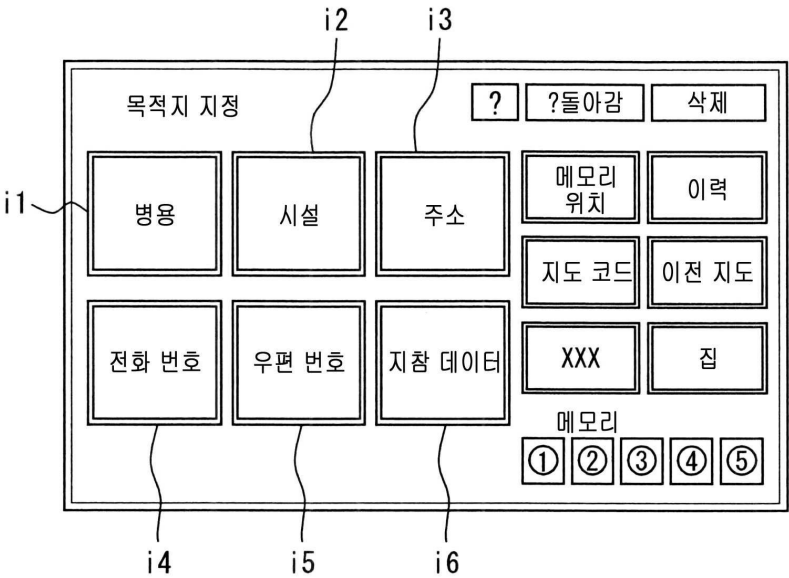 i2
i3
목적지 지정
?
?돌아감
삭제
i1
병용
시설
주소
메모리
위치
이력
지도 코드
이전 지도
전화 번호
우편 번호
지참 데이터
XXX
집
메모리
① ② ③ ④ ⑤
i4
i5
i6